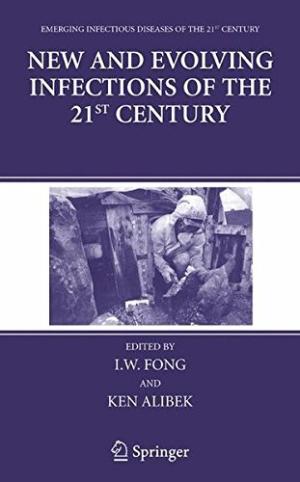 EMERGING INFECTIOUS DISEASES OF THE 21ST CENTURY
NEW AND EVOLVING
INFECTIONS OF THE
21ST CENTURY
EDITED BY
I.W. FONG
AND
KEN ALIBEK
Springer